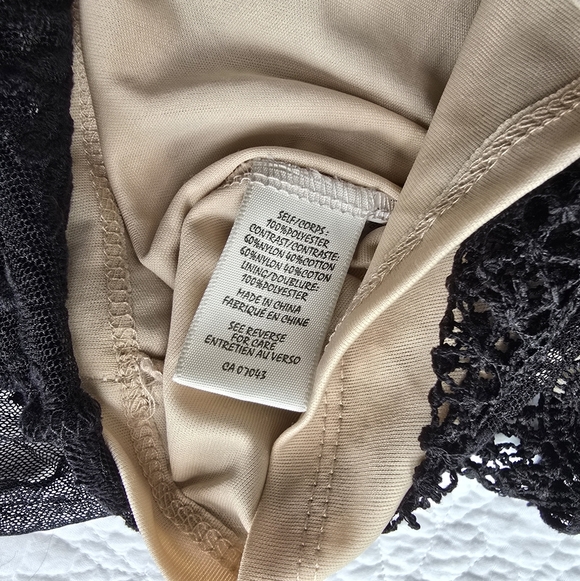 SELF/CORPS:
100%POLYESTER
CONTRAST/CONTRASTE:
60%NYLON 40%COTTON
60%NYLON 40%COTON
LINING/DOUBLURE:
100%POLYESTER
MADE IN CHINA
FABRIQUÉ EN CHINE
SEE REVERSE
FOR CARE
ENTRETIEN AU VERSO
CA 07043